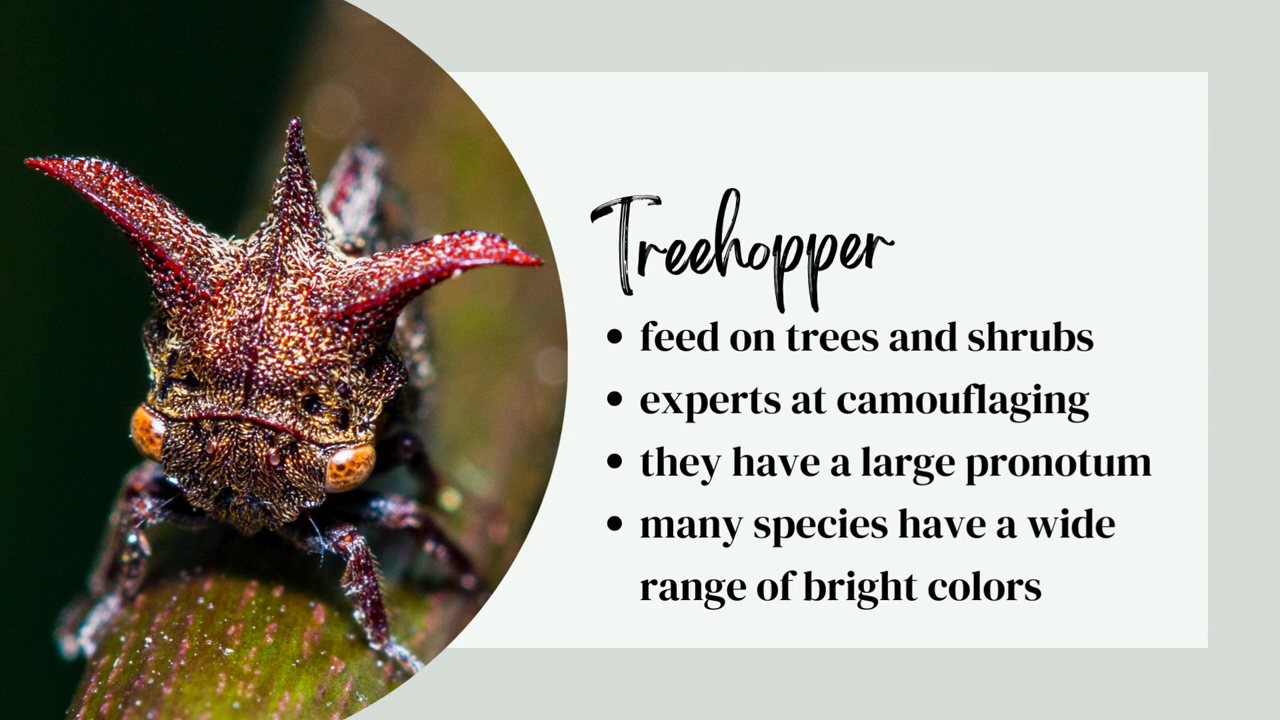 Treehopper
• feed on trees and shrubs
• experts at camouflaging
• they have a large pronotum
• many species have a wide
range of bright colors